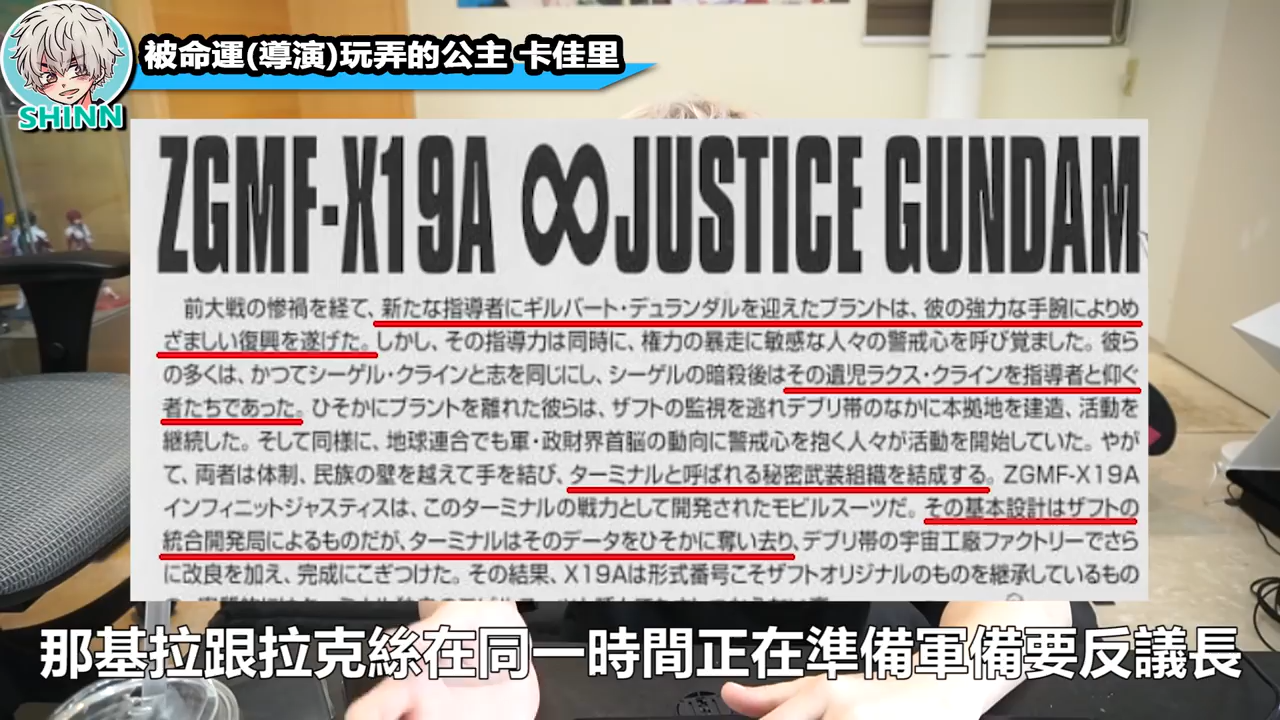 被命運(導演)玩弄的公主 卡佳里
SHINN
ZGMF-X19A ∞JUSTICE GUNDAM
前大戦の惨禍を経て、新たな指導者にギルバート・デュランダルを迎えたプラントは、彼の強力な手腕によりめ
ざましい復興を遂げた。しかし、その指導力は同時に、権力の暴走に敏感な人々の警戒心を呼び覚ました。彼ら
の多くは、かつてシーゲル・クラインと志を同じにし、シーゲルの暗殺後はその遺児ラクス・クラインを指導者と仰ぐ
者たちであった。ひそかにプラントを離れた彼らは、ザフトの監視を逃れデブリ帯のなかに本拠地を建造、活動を
継続した。そして同様に、地球連合でも軍・政財界首脳の動向に警戒心を抱く人々が活動を開始していた。やが
て、両者は体制、民族の壁を越えて手を結び、ターミナルと呼ばれる秘密武装組織を結成する。ZGMF-X19A
インフィニットジャスティスは、このターミナルの戦力として開発されたモビルスーツだ。その基本設計はザフトの
統合開発局によるものだが、ターミナルはそのデータをひそかに奪い去り、デブリ帯の宇宙工廠ファクトリーでさら
に改良を加え、完成にこぎつけた。その結果、X19Aは形式番号こそザフトオリジナルのものを継承しているもの
那基拉跟拉克絲在同一時間正在準備軍備要反議長